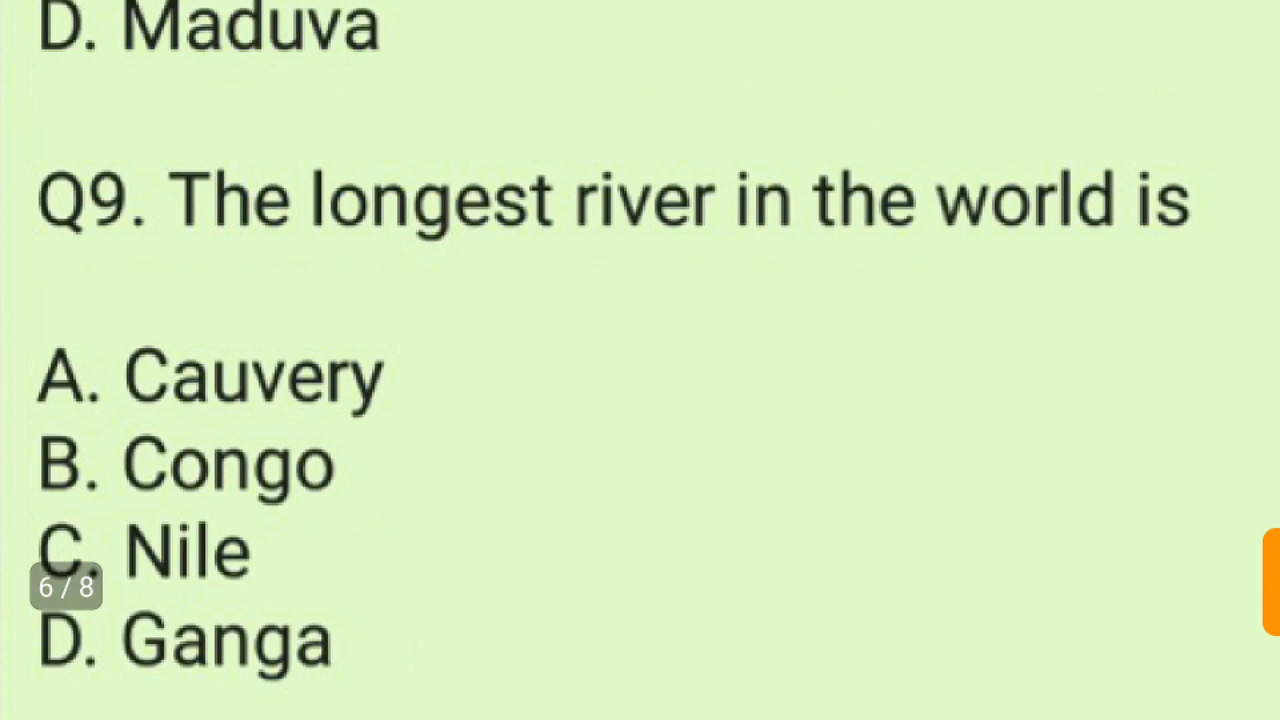 D. Maduva
Q9. The longest river in the world is
A. Cauvery
B. Congo
C. Nile
6 / 8
D. Ganga